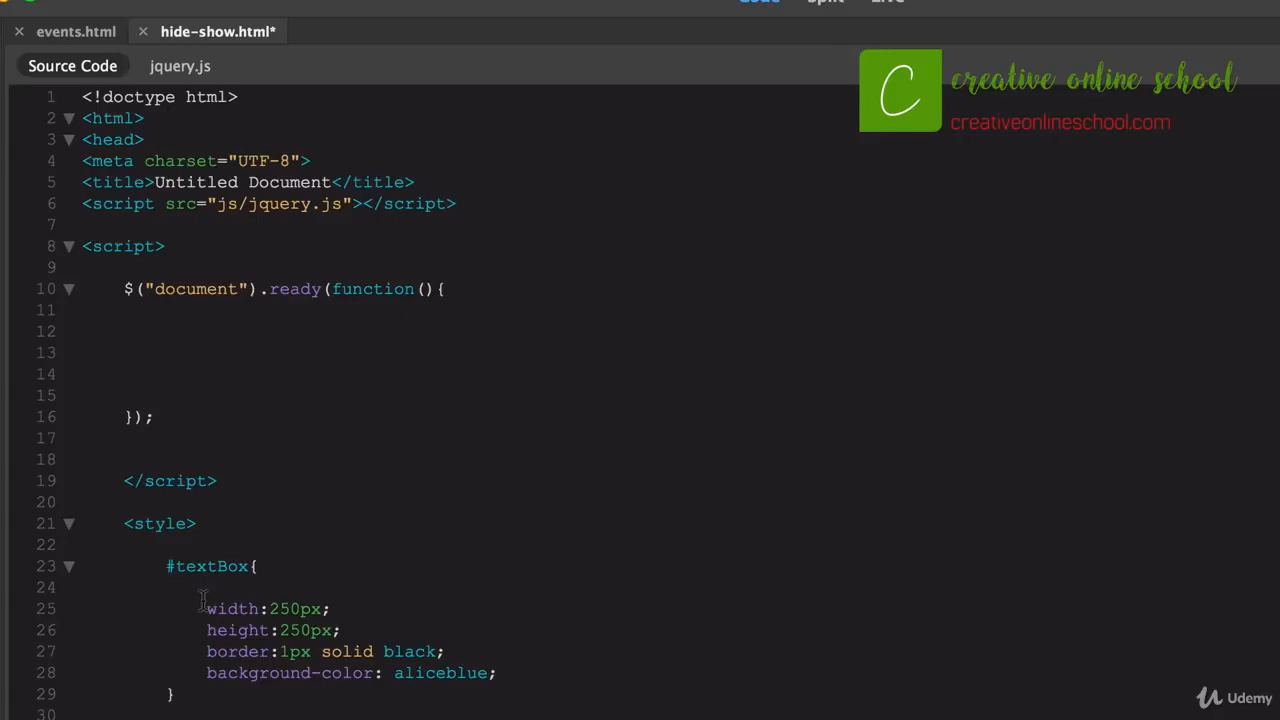 Code Split Live
events.html hide-show.html*
Source Code jquery.js
creative online school
creativeonlineschool.com
1 <!doctype html>
2 <html>
3 <head>
4 <meta charset="UTF-8">
5 <title>Untitled Document</title>
6 <script src="js/jquery.js"></script>
7
8 <script>
9
10 $("document").ready(function(){
11
12
13
14
15
16 });
17
18
19 </script>
20
21 <style>
22
23 #textBox{
24
25 width:250px;
26 height:250px;
27 border:1px solid black;
28 background-color: aliceblue;
29 }
30
Udemy